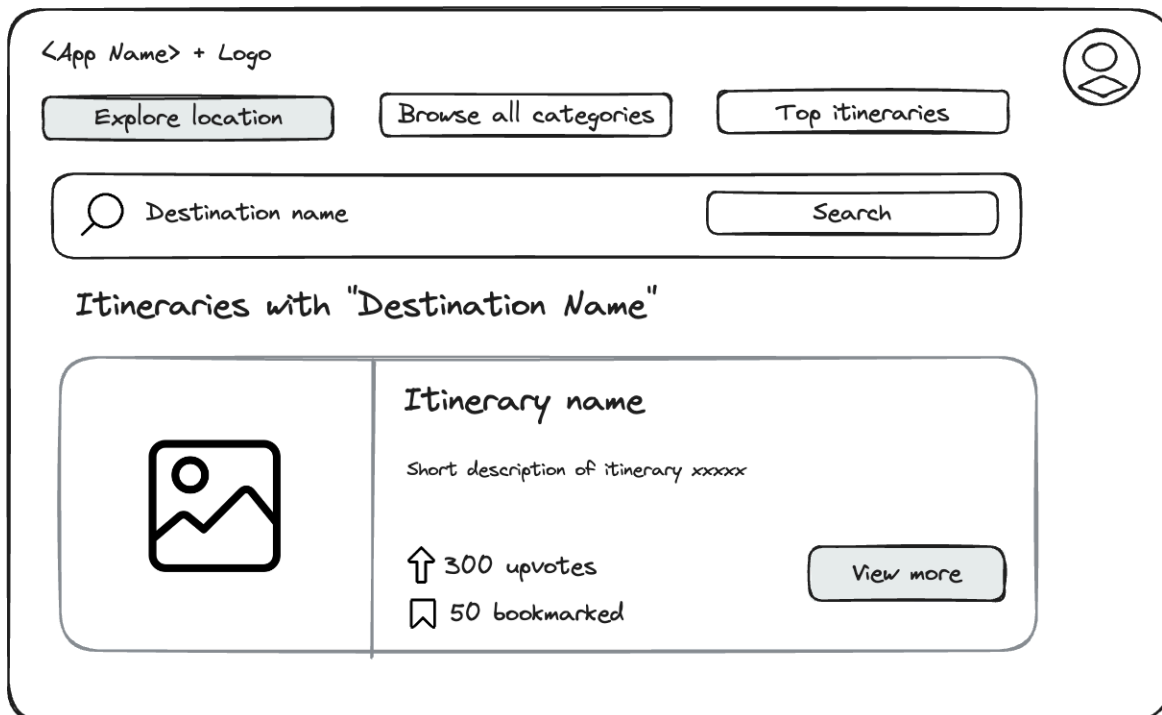 <App Name> + Logo
Explore location
Browse all categories
Top itineraries
Destination name
Search
Itineraries with "Destination Name"
Itinerary name
Short description of itinerary xxxxx
300 upvotes
50 bookmarked
View more